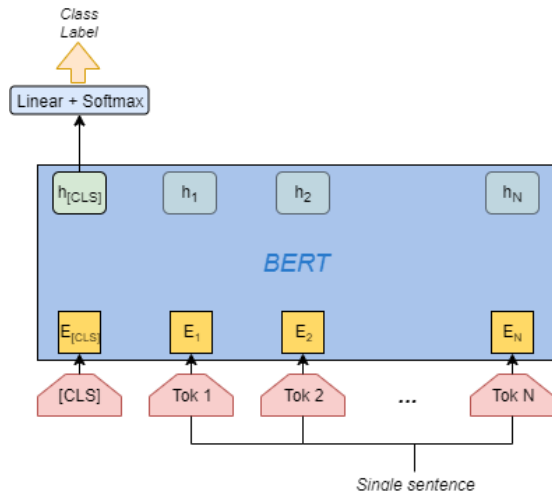 Class
Label
Linear + Softmax
h[CLS] h1 h2 hN
BERT
E[CLS] E1 E2 EN
[CLS] Tok 1 Tok 2 ... Tok N
Single sentence